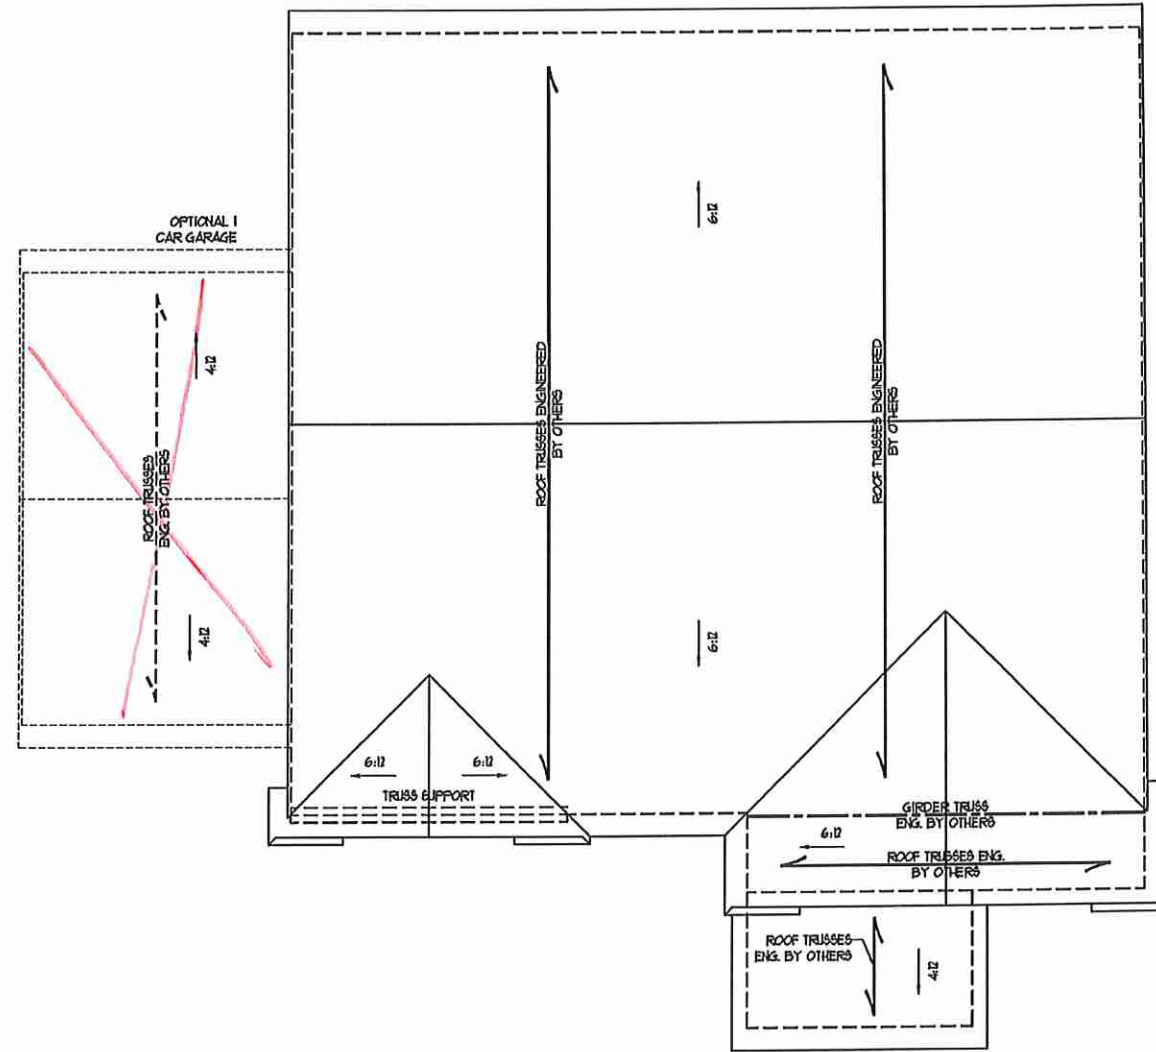 OPTIONAL 1
CAR GARAGE
6:12
4:12
ROOF TRUSSES
ENG. BY OTHERS
4:12
ROOF TRUSSES ENGINEERED
BY OTHERS
ROOF TRUSSES ENGINEERED
BY OTHERS
6:12
6:12
6:12
TRUSS SUPPORT
GIRDER TRUSS
ENG. BY OTHERS
6:12
ROOF TRUSSES ENG.
BY OTHERS
ROOF TRUSSES
ENG. BY OTHERS
4:12